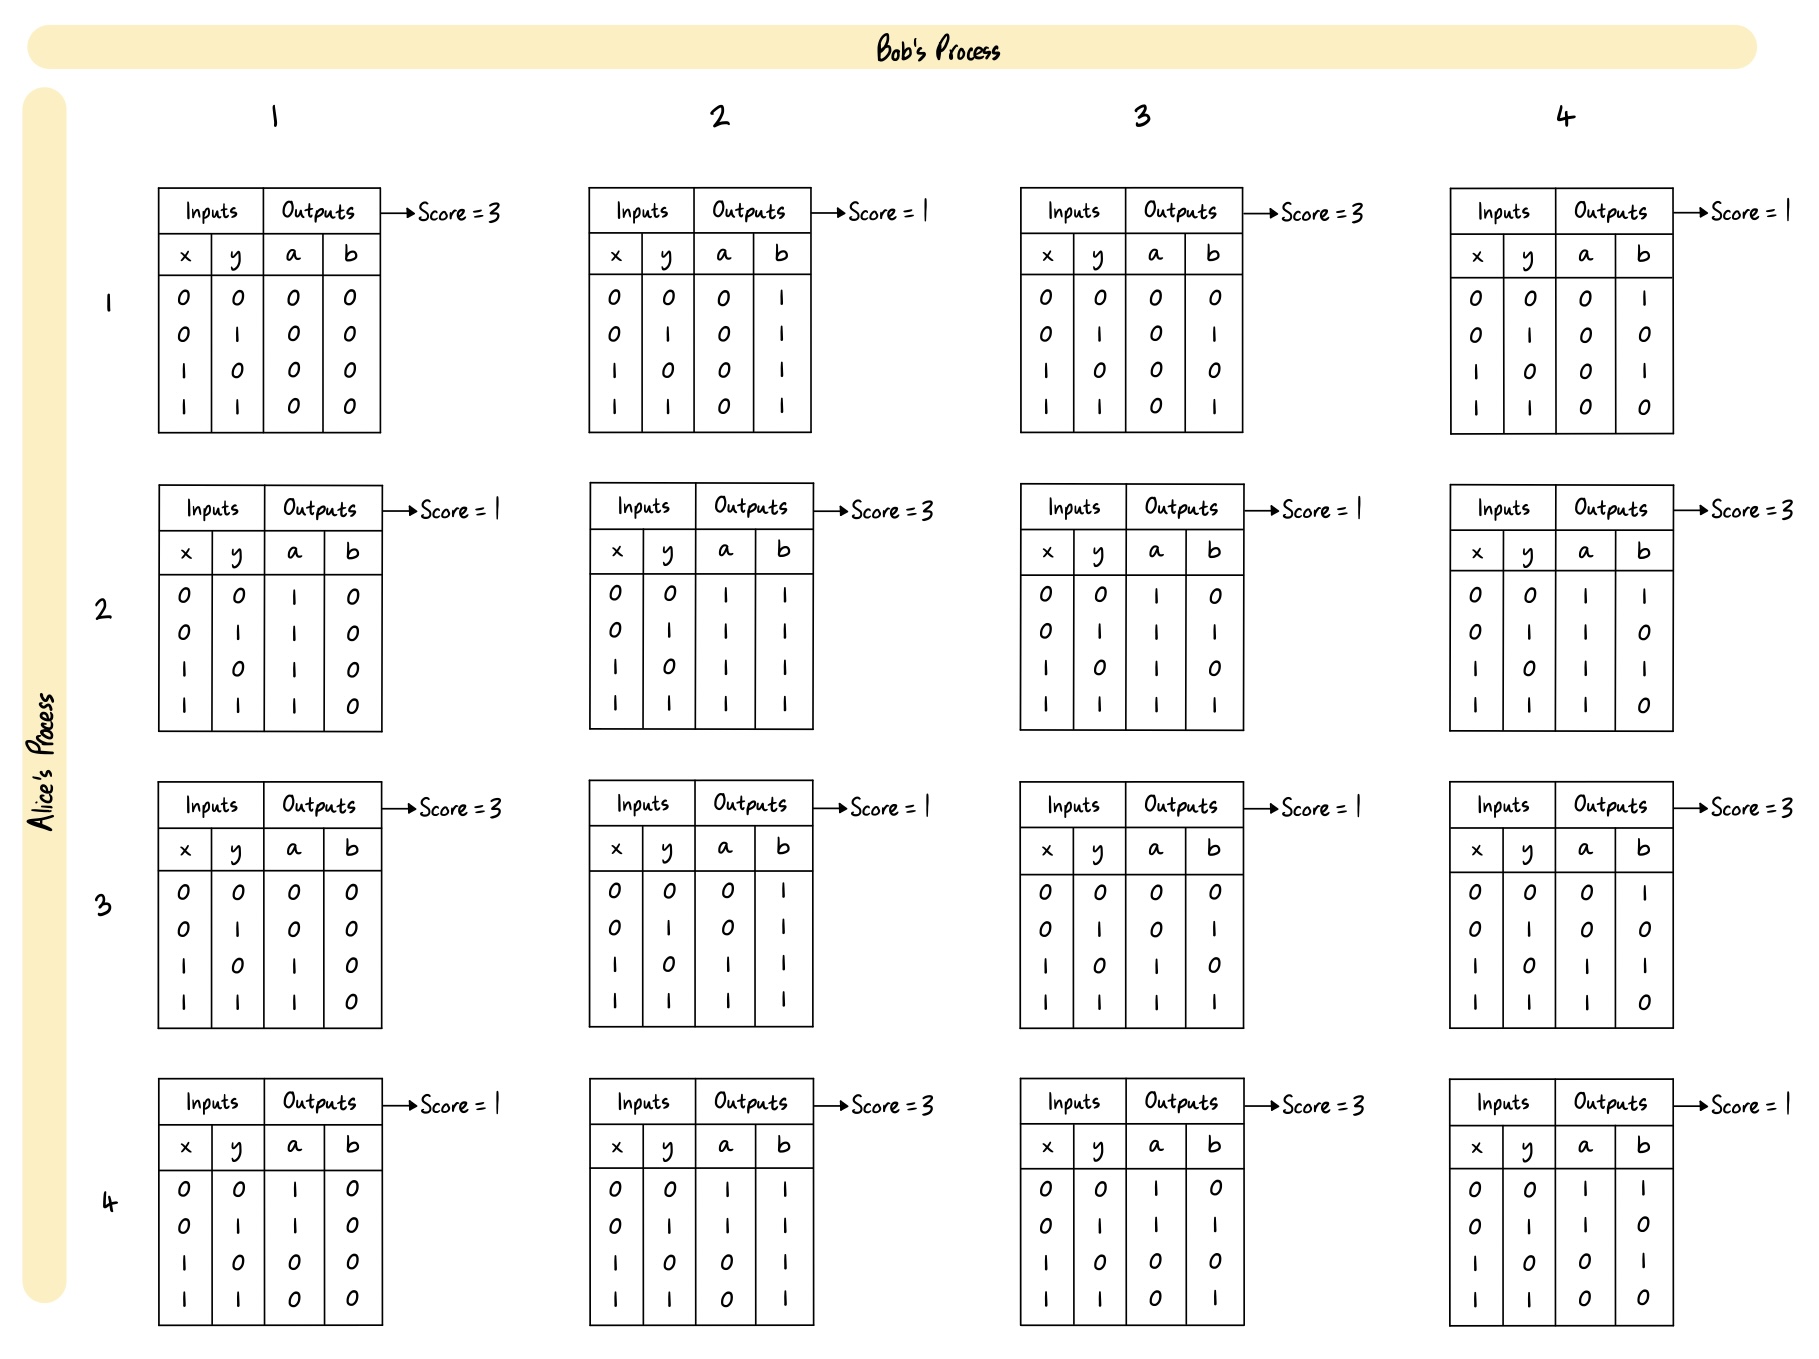 Bob's Process
1 2 3 4
Alice's Process
1
Inputs Outputs → Score = 3
x y a b
0 0 0 0
0 1 0 0
1 0 0 0
1 1 0 0
Inputs Outputs → Score = 1
x y a b
0 0 0 1
0 1 0 1
1 0 0 1
1 1 0 1
Inputs Outputs → Score = 3
x y a b
0 0 0 0
0 1 0 1
1 0 0 0
1 1 0 1
Inputs Outputs → Score = 1
x y a b
0 0 0 1
0 1 0 0
1 0 0 1
1 1 0 0
2
Inputs Outputs → Score = 1
x y a b
0 0 1 0
0 1 1 0
1 0 1 0
1 1 1 0
Inputs Outputs → Score = 3
x y a b
0 0 1 1
0 1 1 1
1 0 1 1
1 1 1 1
Inputs Outputs → Score = 1
x y a b
0 0 1 0
0 1 1 1
1 0 1 0
1 1 1 1
Inputs Outputs → Score = 3
x y a b
0 0 1 1
0 1 1 0
1 0 1 1
1 1 1 0
3
Inputs Outputs → Score = 3
x y a b
0 0 0 0
0 1 0 0
1 0 1 0
1 1 1 0
Inputs Outputs → Score = 1
x y a b
0 0 0 1
0 1 0 1
1 0 1 1
1 1 1 1
Inputs Outputs → Score = 1
x y a b
0 0 0 0
0 1 0 1
1 0 1 0
1 1 1 1
Inputs Outputs → Score = 3
x y a b
0 0 0 1
0 1 0 0
1 0 1 1
1 1 1 0
4
Inputs Outputs → Score = 1
x y a b
0 0 1 0
0 1 1 0
1 0 0 0
1 1 0 0
Inputs Outputs → Score = 3
x y a b
0 0 1 1
0 1 1 1
1 0 0 1
1 1 0 1
Inputs Outputs → Score = 3
x y a b
0 0 1 0
0 1 1 1
1 0 0 0
1 1 0 1
Inputs Outputs → Score = 1
x y a b
0 0 1 1
0 1 1 0
1 0 0 1
1 1 0 0